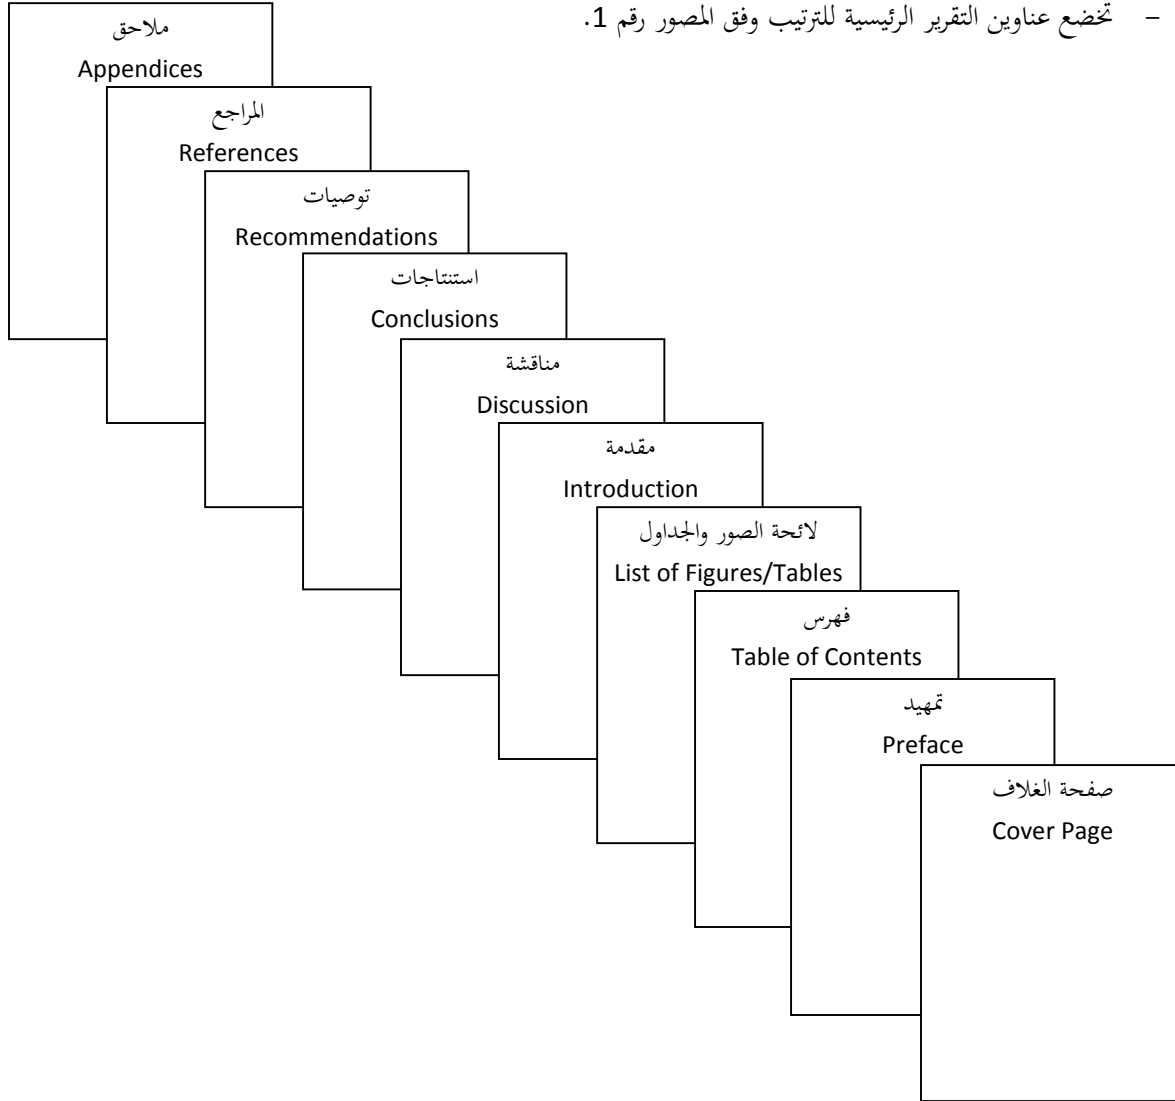 – تخضع عناوين التقرير الرئيسية للترتيب وفق المصور رقم 1.
ملاحق
Appendices
المراجع
References
توصيات
Recommendations
استنتاجات
Conclusions
مناقشة
Discussion
مقدمة
Introduction
لائحة الصور والجداول
List of Figures/Tables
فهرس
Table of Contents
تمهيد
Preface
صفحة الغلاف
Cover Page